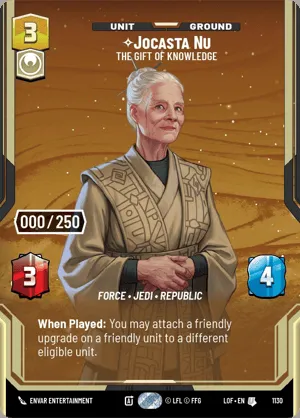 3
UNIT GROUND
Jocasta Nu
THE GIFT OF KNOWLEDGE
000 / 250
3
4
FORCE • JEDI • REPUBLIC
When Played: You may attach a friendly
upgrade on a friendly unit to a different
eligible unit.
ENVAR ENTERTAINMENT © LFL © FFG LOF • EN 1130